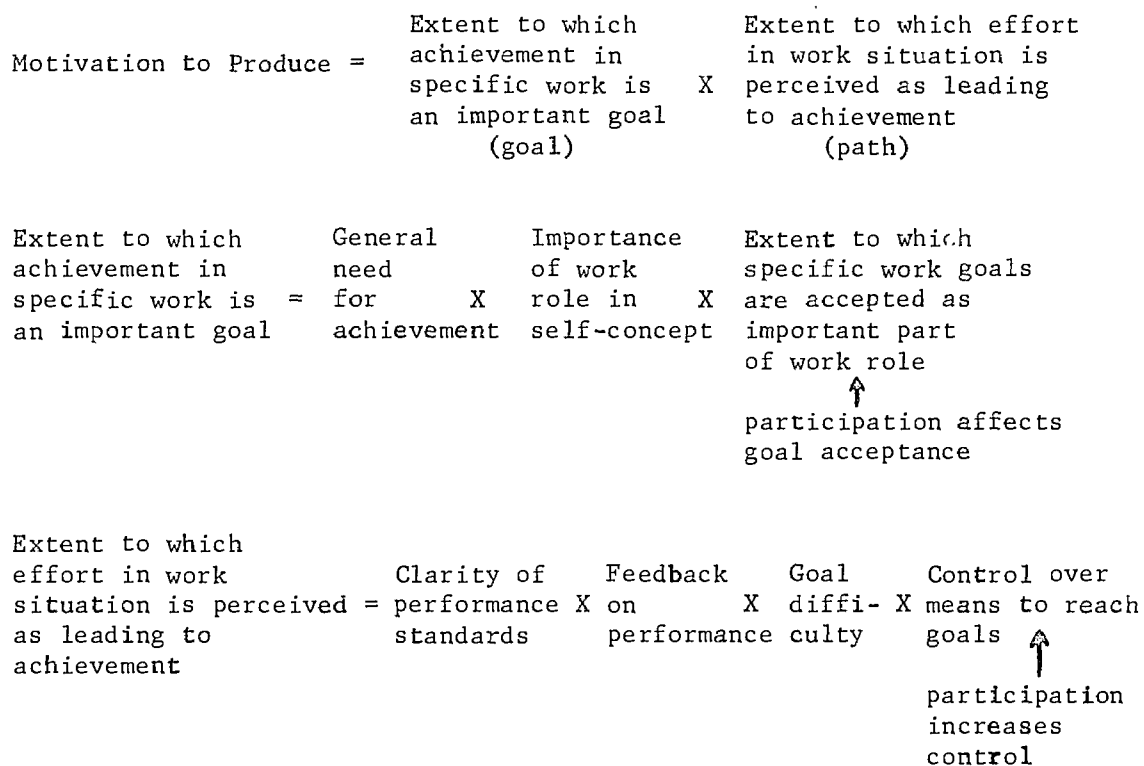 Extent to which Extent to which effort
Motivation to Produce = achievement in in work situation is
specific work is X perceived as leading
an important goal to achievement
(goal) (path)
Extent to which General Importance Extent to which
achievement in need of work specific work goals
specific work is = for X role in X are accepted as
an important goal achievement self-concept important part
of work role
participation affects
goal acceptance
Extent to which
effort in work Clarity of Feedback Goal Control over
situation is perceived = performance X on X diffi- X means to reach
as leading to standards performance culty goals
achievement
participation
increases
control